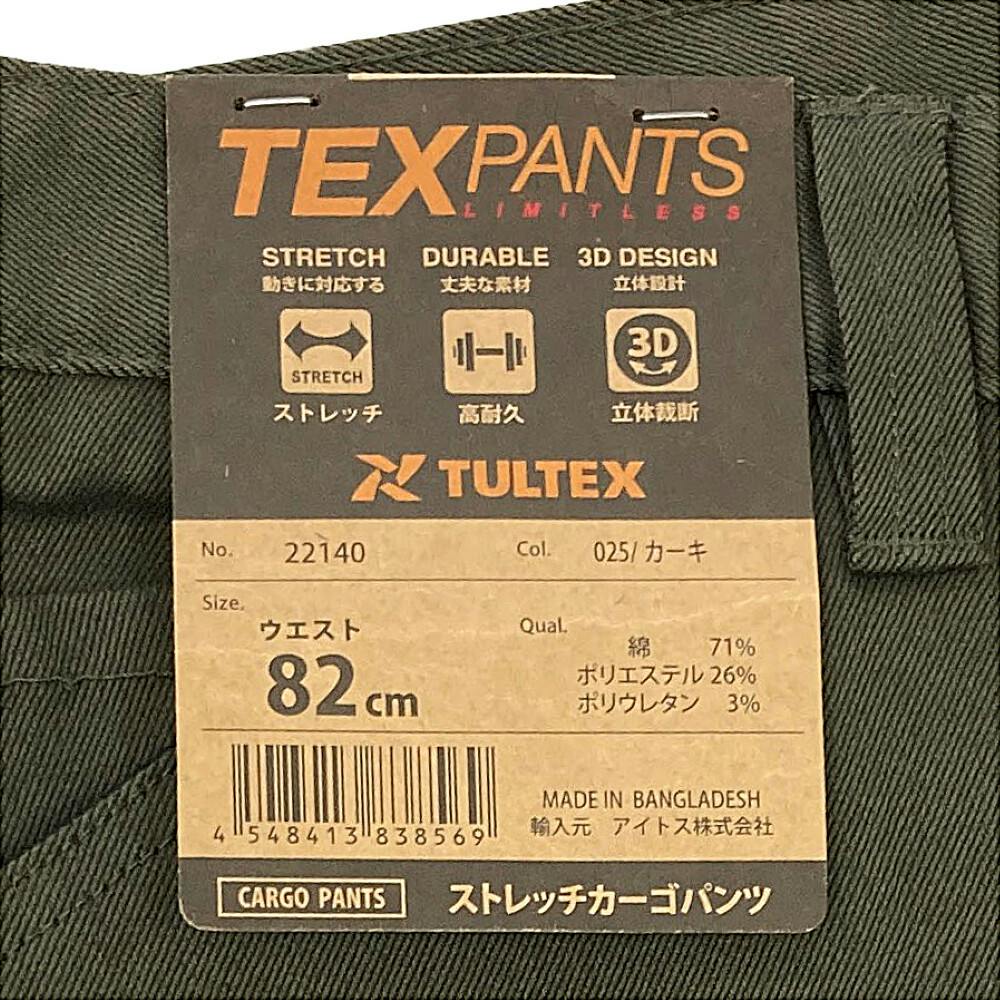 TEXPANTS
LIMITLESS
STRETCH DURABLE 3D DESIGN
動きに対応する 丈夫な素材 立体設計
STRETCH 3D
ストレッチ 高耐久 立体裁断
TULTEX
No. 22140 Col. 025/カーキ
Size.
ウエスト
82cm
Qual.
綿 71%
ポリエステル 26%
ポリウレタン 3%
4 548413 838569
MADE IN BANGLADESH
輸入元 アイトス株式会社
CARGO PANTS ストレッチカーゴパンツ